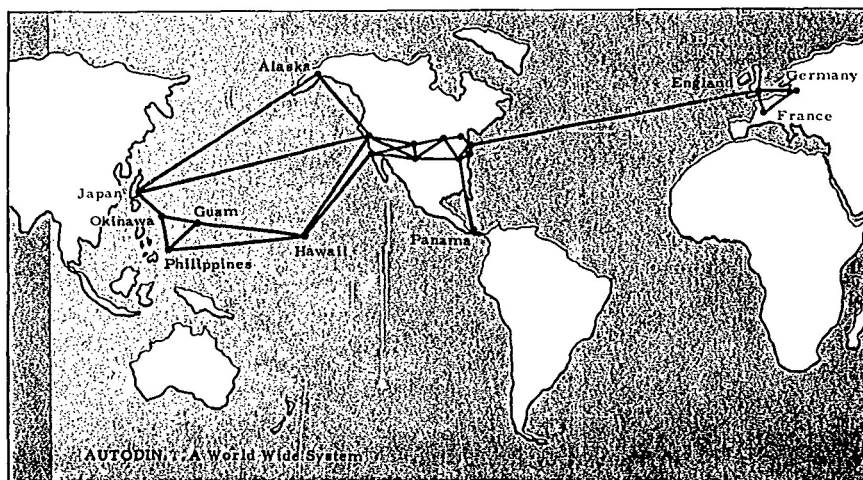 Alaska
England Germany
France
Japan
Okinawa Guam
Philippines Hawaii Panama
AUTODIN, A World Wide System